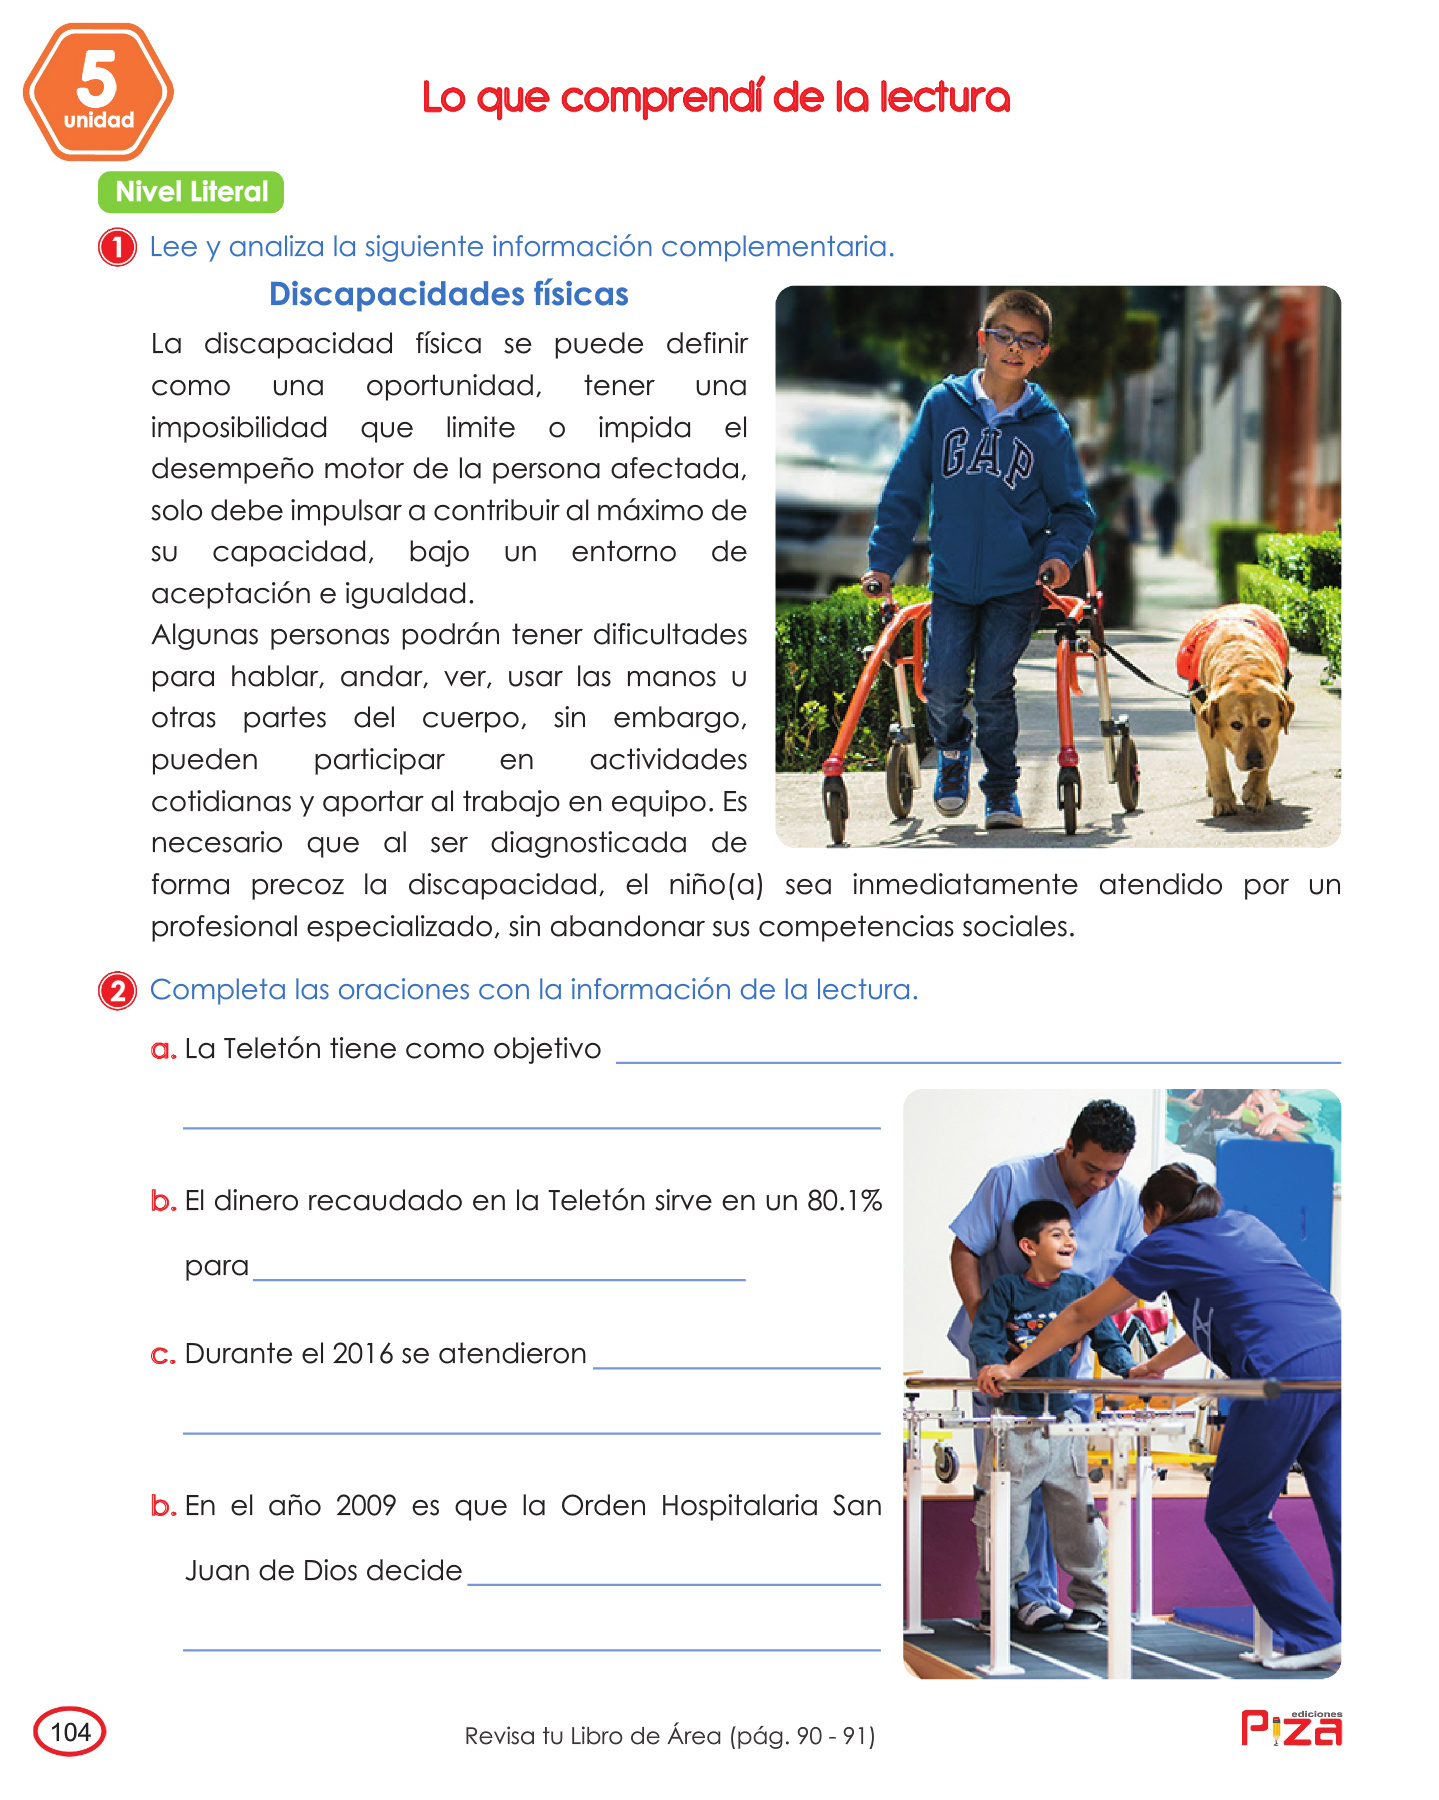 5
unidad
Lo que comprendí de la lectura
Nivel Literal
1 Lee y analiza la siguiente información complementaria.
Discapacidades físicas
La discapacidad física se puede definir
como una oportunidad, tener una
imposibilidad que limite o impida el
desempeño motor de la persona afectada,
solo debe impulsar a contribuir al máximo de
su capacidad, bajo un entorno de
aceptación e igualdad.
Algunas personas podrán tener dificultades
para hablar, andar, ver, usar las manos u
otras partes del cuerpo, sin embargo,
pueden participar en actividades
cotidianas y aportar al trabajo en equipo. Es
necesario que al ser diagnosticada de
forma precoz la discapacidad, el niño(a) sea inmediatamente atendido por un
profesional especializado, sin abandonar sus competencias sociales.
GAP
2 Completa las oraciones con la información de la lectura.
a. La Teletón tiene como objetivo
b. El dinero recaudado en la Teletón sirve en un 80.1%
para
c. Durante el 2016 se atendieron
b. En el año 2009 es que la Orden Hospitalaria San
Juan de Dios decide
104
Revisa tu Libro de Área (pág. 90 - 91)
ediciones
PIZA